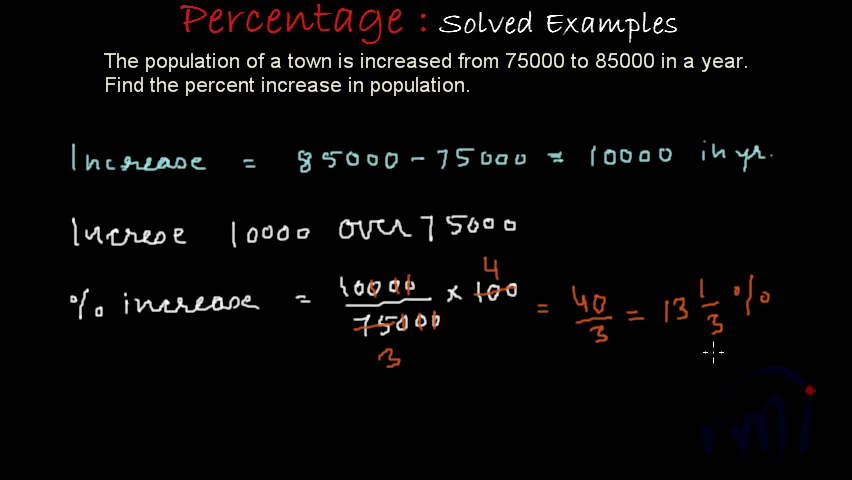 Percentage : Solved Examples
The population of a town is increased from 75000 to 85000 in a year.
Find the percent increase in population.
Increase = 85000 - 75000 = 10000 in yr.
Increse 10000 over 75000
% increase = 10000/75000 × 100 = 40/3 = 13 1/3 %
4
3
rmi